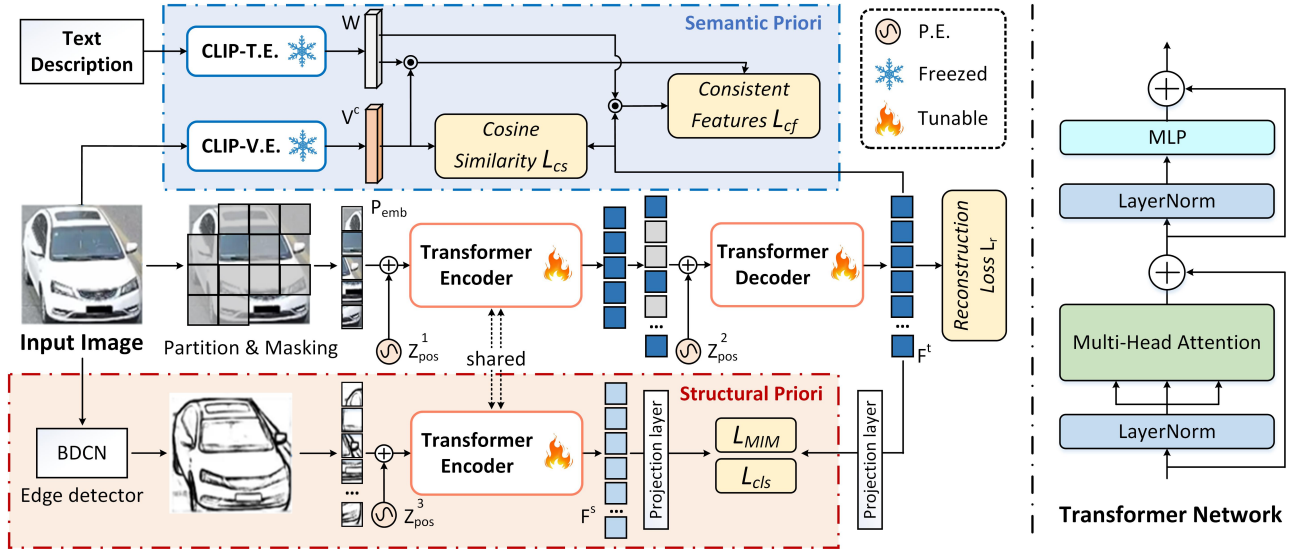 Text
Description
CLIP-T.E.
W
Semantic Priori
CLIP-V.E.
V^c
Cosine
Similarity L_cs
Consistent
Features L_cf
P.E.
Freezed
Tunable
Input Image
Partition & Masking
P_emb
Z_pos^1
Transformer
Encoder
shared
Z_pos^2
Transformer
Decoder
...
...
F^t
Reconstruction
Loss L_r
Structural Priori
BDCN
Edge detector
...
Z_pos^3
Transformer
Encoder
F^s
...
Projection layer
L_MIM
L_cls
Projection layer
MLP
LayerNorm
Multi-Head Attention
LayerNorm
Transformer Network